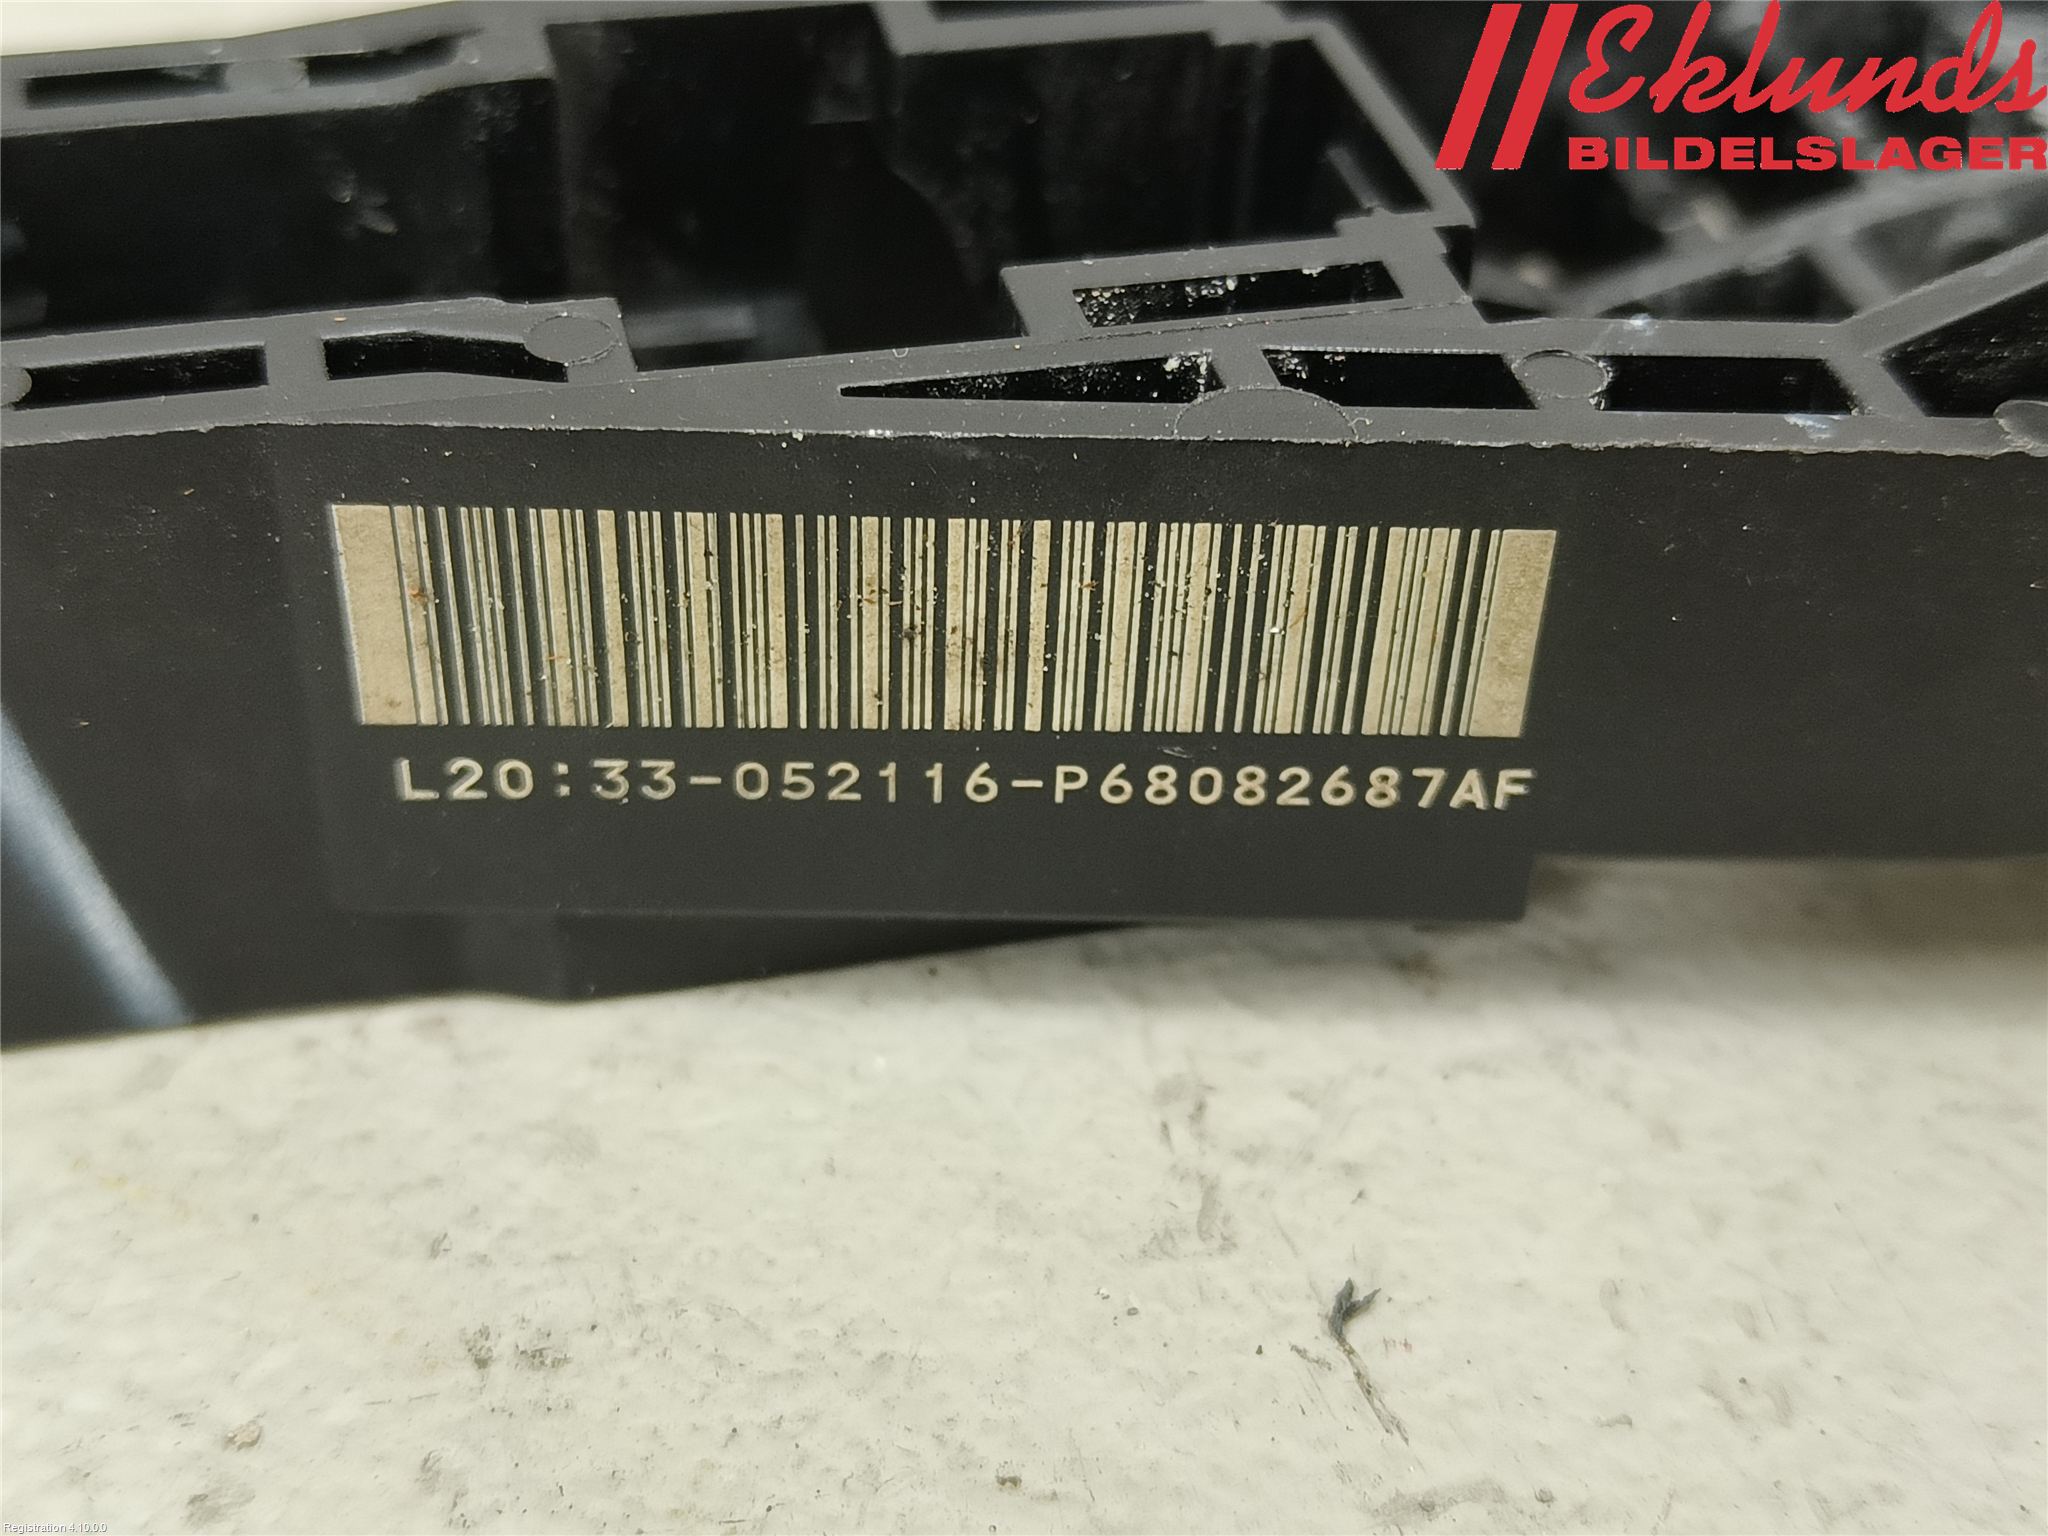 Eklunds
BILDELSLAGER
L20:33-052116-P68082687AF
Registration 4.10.0.0